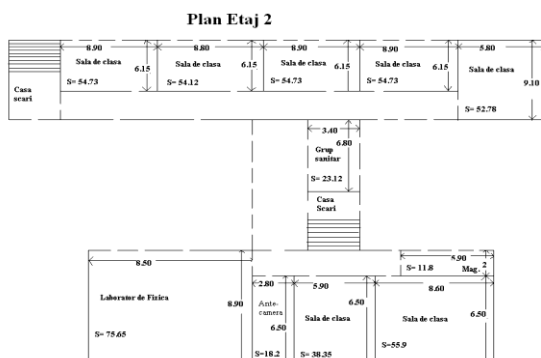 Plan Etaj 2
8.90 8.80 8.90 8.90 5.80
Sala de clasa 6.15 Sala de clasa 6.15 Sala de clasa 6.15 Sala de clasa 6.15 Sala de clasa
S= 54.73 S= 54.12 S= 54.73 S= 54.73 9.10
Casa
scari
S= 52.78
3.40
6.80
Grup
sanitar
S= 23.12
Casa
Scari
8.50 5.90 2
S= 11.8 Mag.
2.80 5.90 8.60
Laborator de Fizica 8.90 Ante-
camera 6.50 6.50
6.50 Sala de clasa Sala de clasa
S= 75.65 S=18.2 S= 38.35 S=55.9